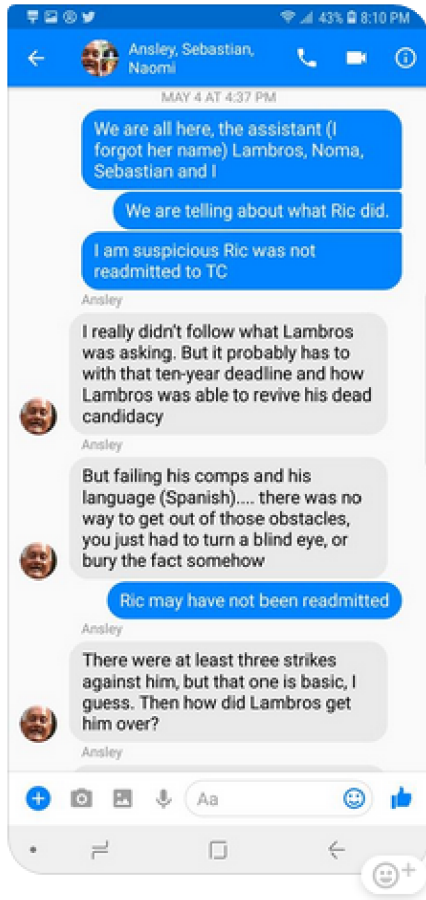 43% 8:10 PM
Ansley, Sebastian,
Naomi
MAY 4 AT 4:37 PM
We are all here, the assistant (I
forgot her name) Lambros, Noma,
Sebastian and I
We are telling about what Ric did.
I am suspicious Ric was not
readmitted to TC
Ansley
I really didn't follow what Lambros
was asking. But it probably has to
with that ten-year deadline and how
Lambros was able to revive his dead
candidacy
Ansley
But failing his comps and his
language (Spanish).... there was no
way to get out of those obstacles,
you just had to turn a blind eye, or
bury the fact somehow
Ric may have not been readmitted
Ansley
There were at least three strikes
against him, but that one is basic, I
guess. Then how did Lambros get
him over?
Ansley
Aa